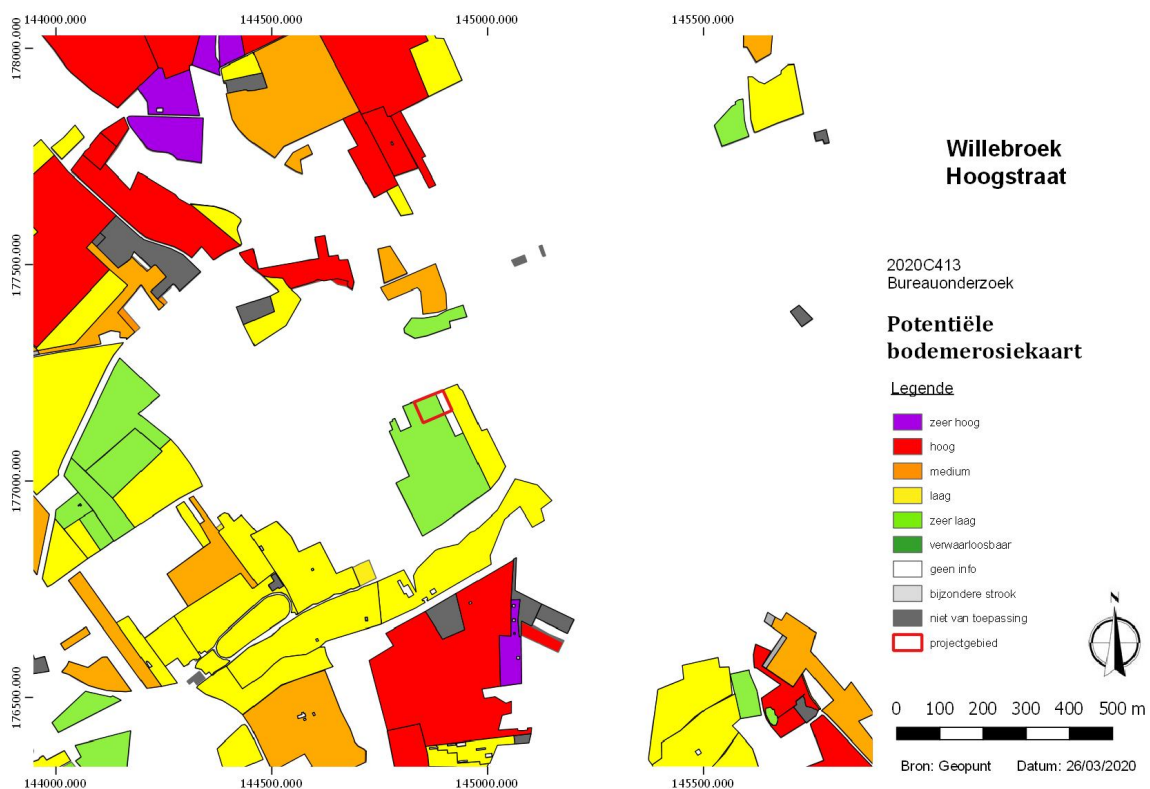 144000.000 144500.000 145000.000 145500.000
178000.000
177500.000
177000.000
176500.000
144000.000 144500.000 145000.000 145500.000
Willebroek
Hoogstraat
2020C413
Bureauonderzoek
Potentiële
bodemerosiekaart
Legende
zeer hoog
hoog
medium
laag
zeer laag
verwaarloosbaar
geen info
bijzondere strook
niet van toepassing
projectgebied
N
0 100 200 300 400 500 m
Bron: Geopunt Datum: 26/03/2020